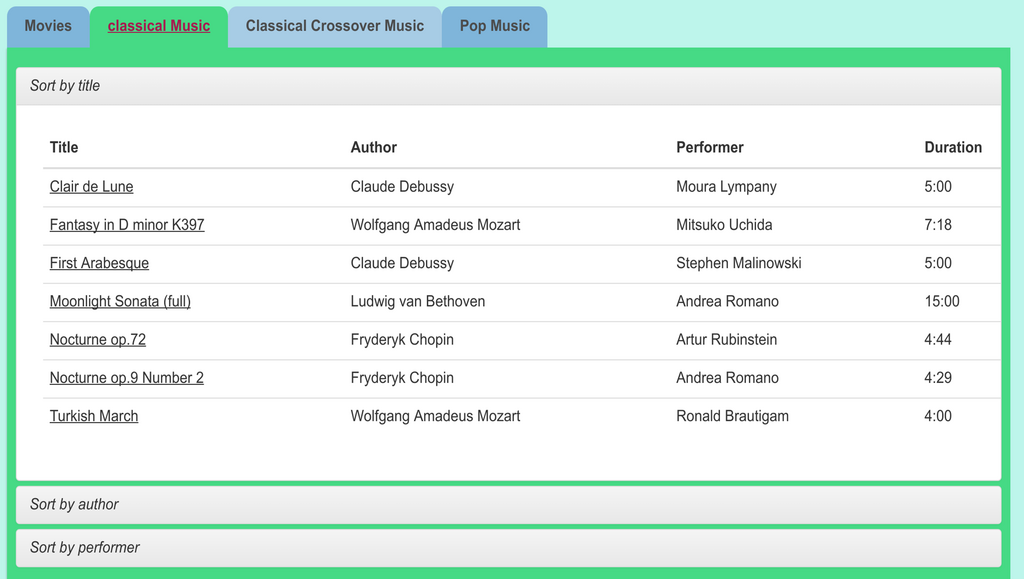 Movies classical Music Classical Crossover Music Pop Music
Sort by title
Title Author Performer Duration
Clair de Lune Claude Debussy Moura Lympany 5:00
Fantasy in D minor K397 Wolfgang Amadeus Mozart Mitsuko Uchida 7:18
First Arabesque Claude Debussy Stephen Malinowski 5:00
Moonlight Sonata (full) Ludwig van Bethoven Andrea Romano 15:00
Nocturne op.72 Fryderyk Chopin Artur Rubinstein 4:44
Nocturne op.9 Number 2 Fryderyk Chopin Andrea Romano 4:29
Turkish March Wolfgang Amadeus Mozart Ronald Brautigam 4:00
Sort by author
Sort by performer